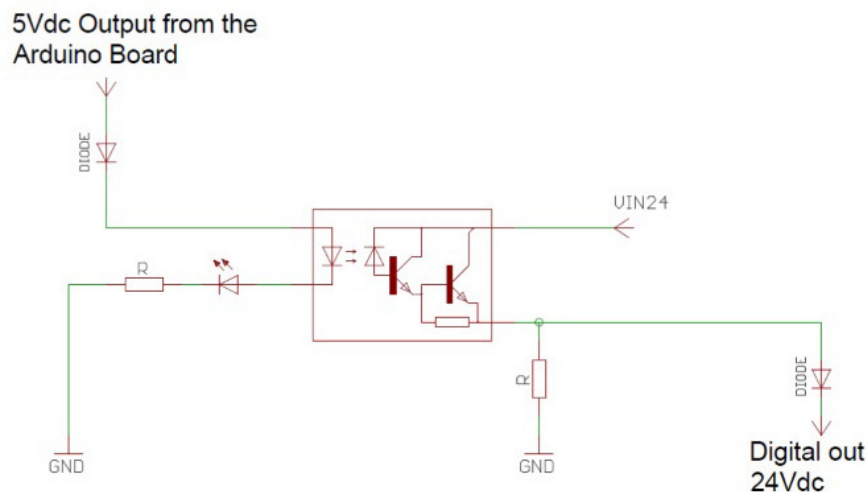 5Vdc Output from the
Arduino Board
DIODE
VIN24
R
R
DIODE
GND
GND
Digital out
24Vdc